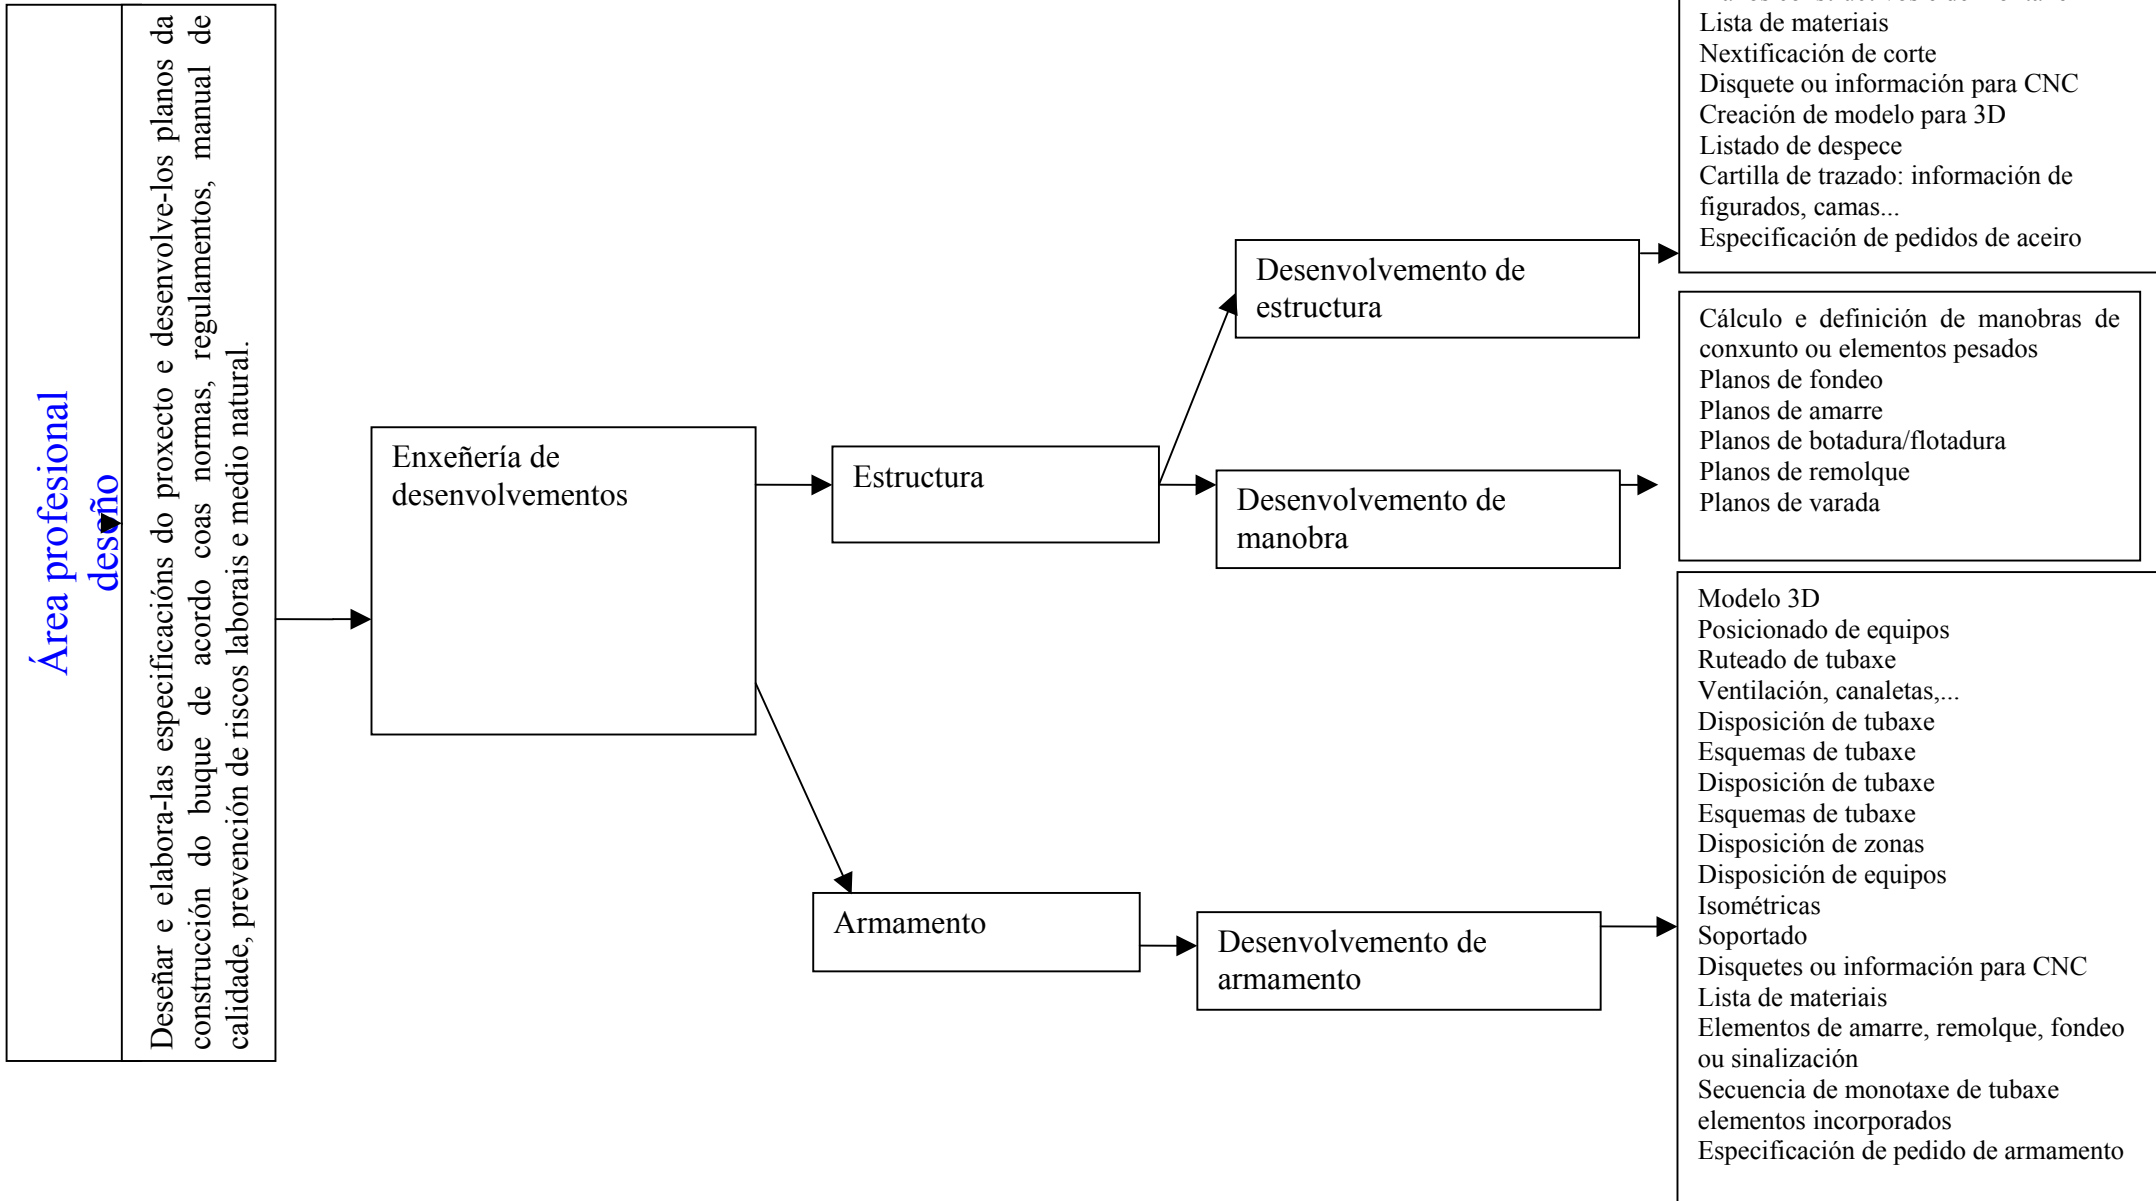 Área profesional
deseño
Deseñar e elabora-las especificacións do proxecto e desenvolve-los planos da
construcción do buque de acordo coas normas, regulamentos, manual de
calidade, prevención de riscos laborais e medio natural.
Enxeñería de
desenvolvementos
Estructura
Armamento
Desenvolvemento de
estructura
Desenvolvemento de
manobra
Desenvolvemento de
armamento
Lista de materiais
Nextificación de corte
Disquete ou información para CNC
Creación de modelo para 3D
Listado de despece
Cartilla de trazado: información de
figurados, camas...
Especificación de pedidos de aceiro
Cálculo e definición de manobras de
conxunto ou elementos pesados
Planos de fondeo
Planos de amarre
Planos de botadura/flotadura
Planos de remolque
Planos de varada
Modelo 3D
Posicionado de equipos
Ruteado de tubaxe
Ventilación, canaletas,...
Disposición de tubaxe
Esquemas de tubaxe
Disposición de tubaxe
Esquemas de tubaxe
Disposición de zonas
Disposición de equipos
Isométricas
Soportado
Disquetes ou información para CNC
Lista de materiais
Elementos de amarre, remolque, fondeo
ou sinalización
Secuencia de monotaxe de tubaxe
elementos incorporados
Especificación de pedido de armamento